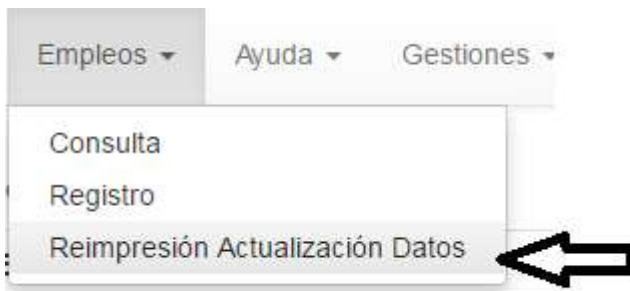 Empleos Ayuda Gestiones
Consulta
Registro
Reimpresión Actualización Datos